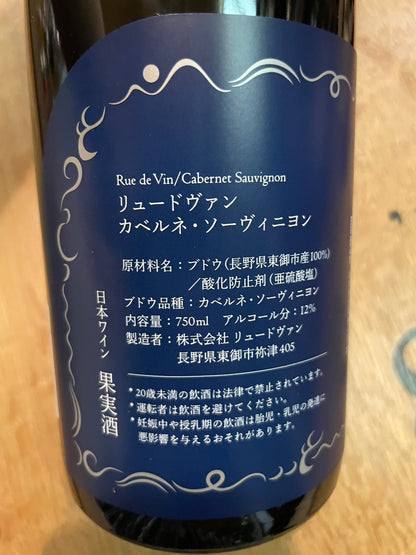 Rue de Vin/Cabernet Sauvignon
リュードヴァン
カベルネ・ソーヴィニヨン
原材料名：ブドウ（長野県東御市産100%）
／酸化防止剤（亜硫酸塩）
ブドウ品種：カベルネ・ソーヴィニヨン
内容量：750ml アルコール分：12%
製造者：株式会社 リュードヴァン
長野県東御市祢津405
日本ワイン 果実酒
*20歳未満の飲酒は法律で禁止されています。
*運転者は飲酒を避けてください。
*妊娠中や授乳期の飲酒は胎児・乳児の発達に
悪影響を与えるおそれがあります。